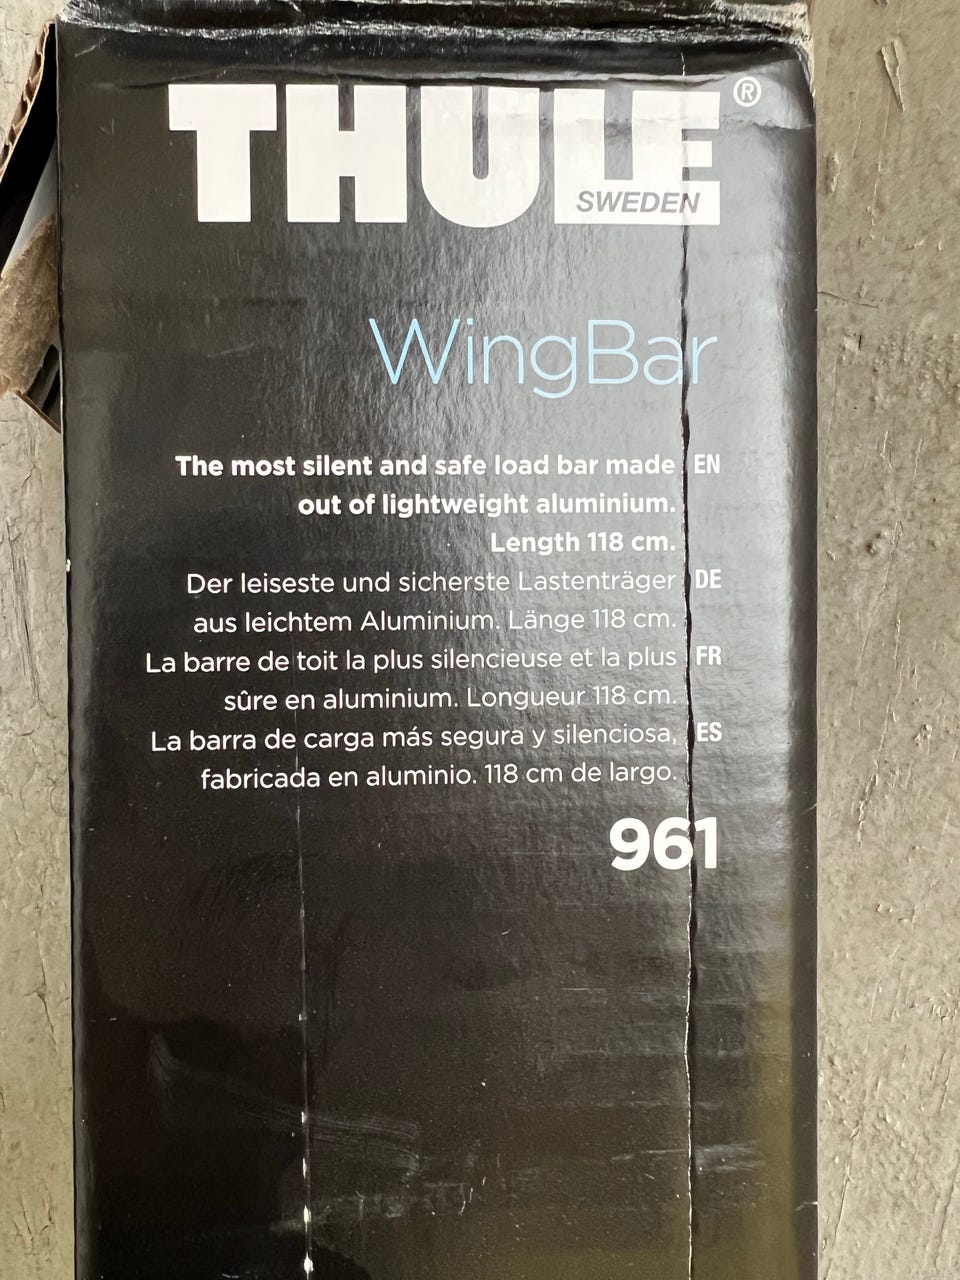 THULE®
SWEDEN
WingBar
The most silent and safe load bar made EN
out of lightweight aluminium.
Length 118 cm.
Der leiseste und sicherste Lastenträger DE
aus leichtem Aluminium. Länge 118 cm.
La barre de toit la plus silencieuse et la plus FR
sûre en aluminium. Longueur 118 cm.
La barra de carga más segura y silenciosa, ES
fabricada en aluminio. 118 cm de largo.
961